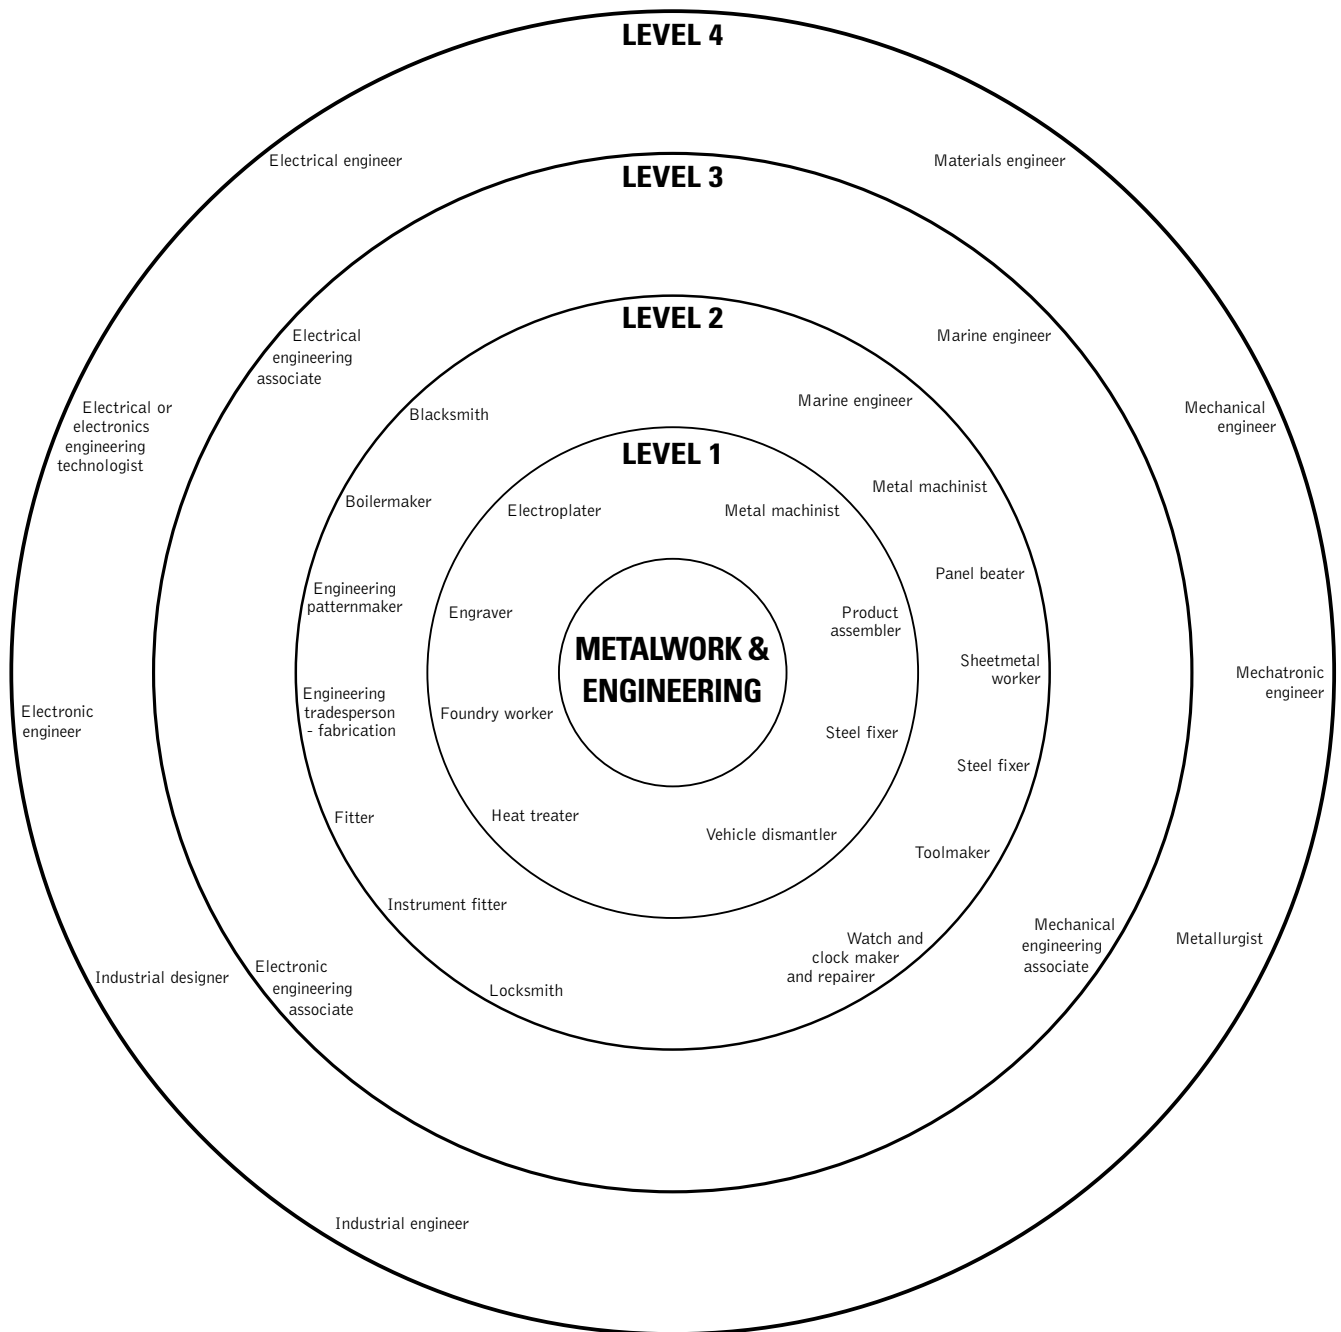 LEVEL 4
Electrical engineer
Materials engineer
LEVEL 3
Electrical
engineering
associate
Marine engineer
LEVEL 2
Electrical or
electronics
engineering
technologist
Mechanical
engineer
Blacksmith
Marine engineer
LEVEL 1
Boilermaker
Metal machinist
Electroplater
Metal machinist
Engineering
patternmaker
Panel beater
Engraver
Product
assembler
METALWORK &
ENGINEERING
Sheetmetal
worker
Mechatronic
engineer
Electronic
engineer
Engineering
tradesperson
- fabrication
Foundry worker
Steel fixer
Steel fixer
Fitter
Heat treater
Vehicle dismantler
Toolmaker
Instrument fitter
Watch and
clock maker
and repairer
Mechanical
engineering
associate
Metallurgist
Industrial designer
Electronic
engineering
associate
Locksmith
Industrial engineer